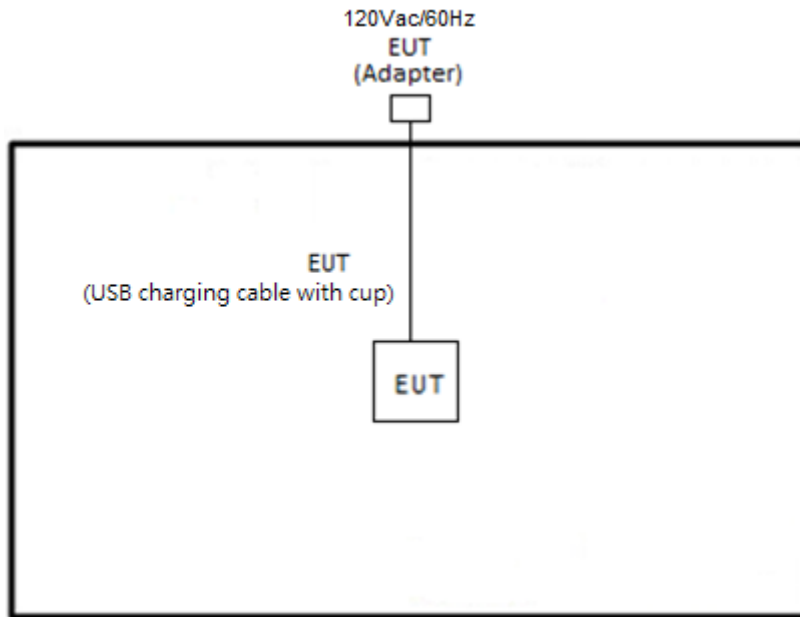 120Vac/60Hz
EUT
(Adapter)
EUT
(USB charging cable with cup)
EUT